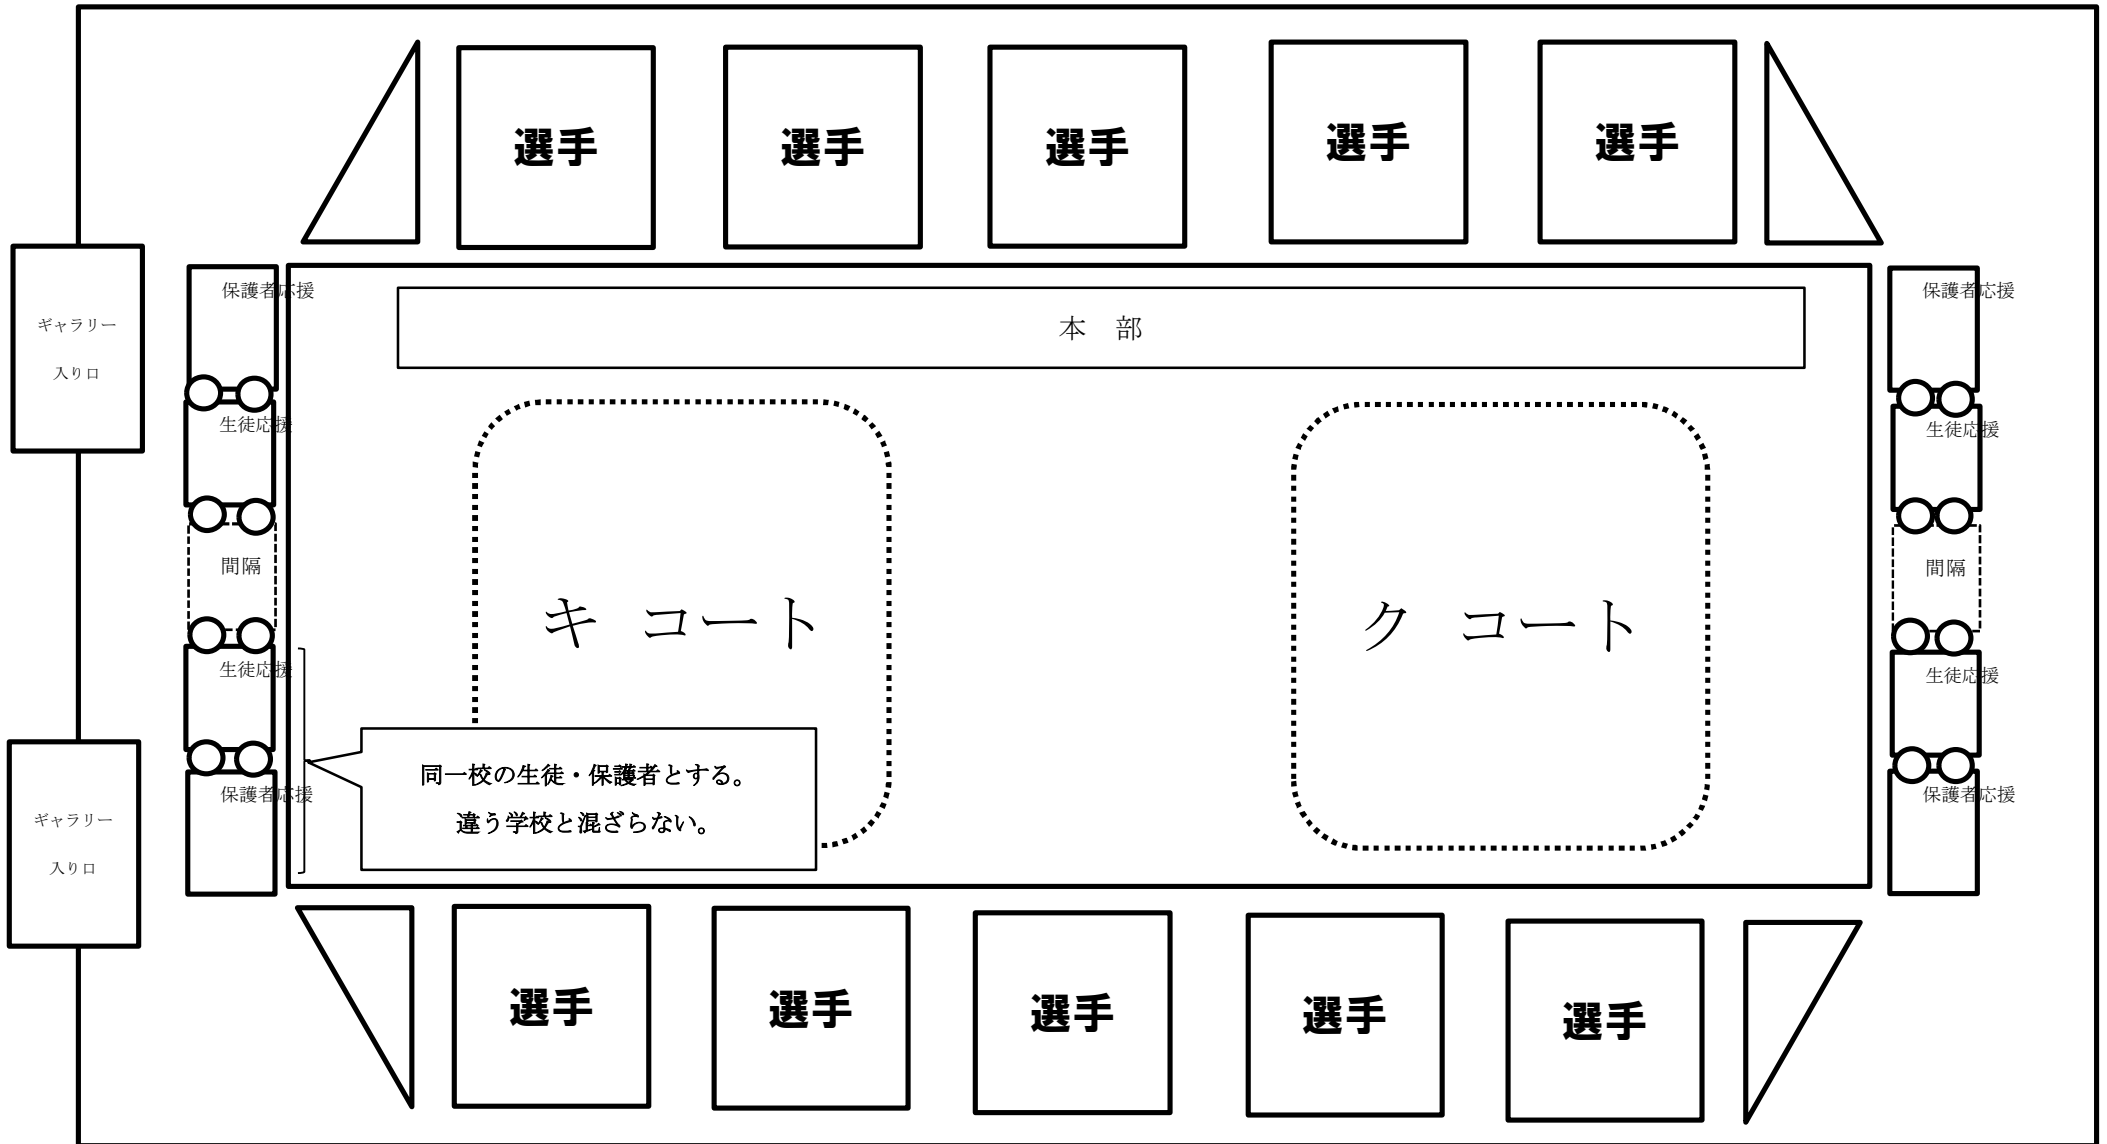 選手
選手
選手
選手
選手
保護者応援
保護者応援
ギャラリー
入り口
本 部
生徒応援
生徒応援
間隔
間隔
キ コート
ク コート
生徒応援
生徒応援
同一校の生徒・保護者とする。
違う学校と混ざらない。
保護者応援
保護者応援
ギャラリー
入り口
選手
選手
選手
選手
選手